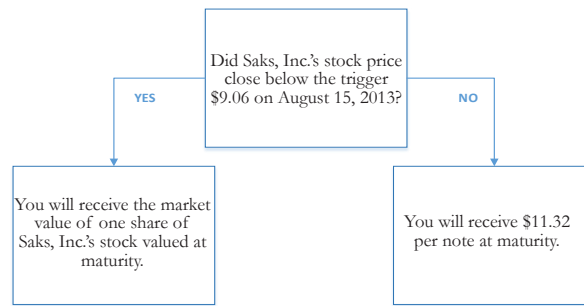 Did Saks, Inc.'s stock price
close below the trigger
$9.06 on August 15, 2013?
YES
NO
You will receive the market
value of one share of
Saks, Inc.'s stock valued at
maturity.
You will receive $11.32
per note at maturity.